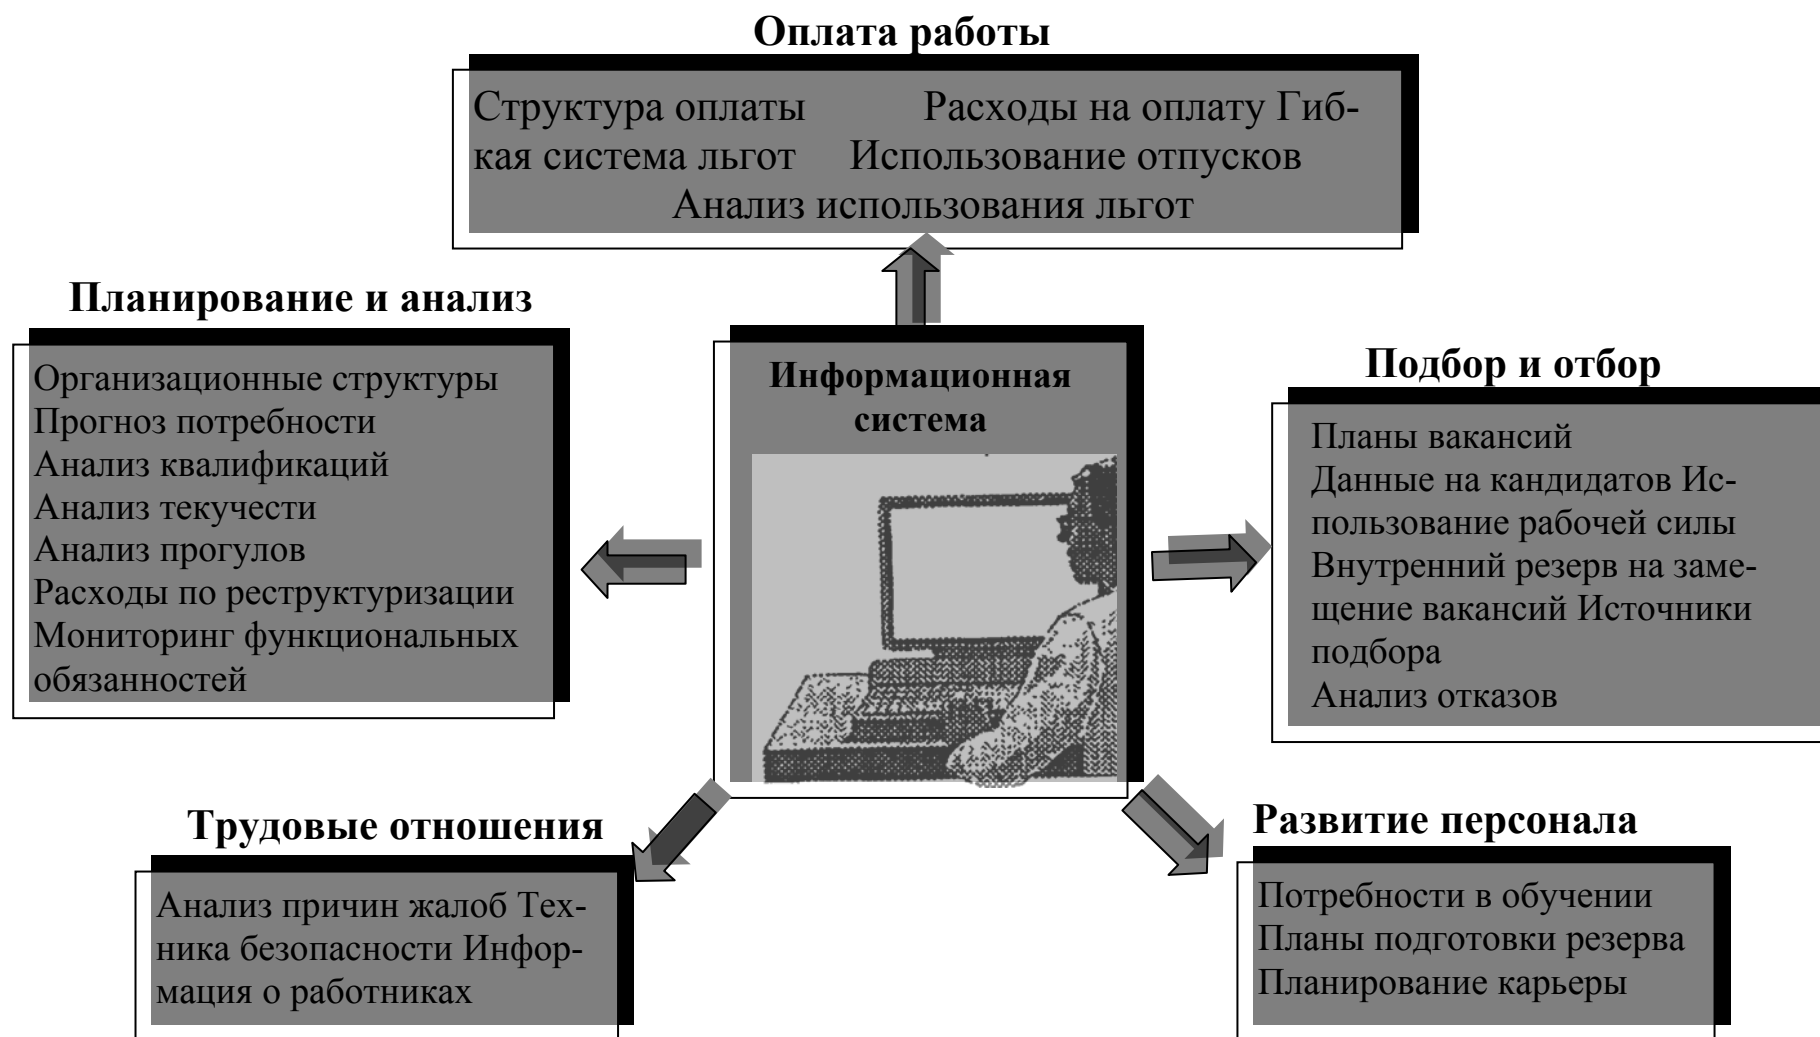 Оплата работы
Структура оплаты Расходы на оплату Гиб-
кая система льгот Использование отпусков
Анализ использования льгот
Планирование и анализ
Организационные структуры
Прогноз потребности
Анализ квалификаций
Анализ текучести
Анализ прогулов
Расходы по реструктуризации
Мониторинг функциональных
обязанностей
Информационная
система
Подбор и отбор
Планы вакансий
Данные на кандидатов Ис-
пользование рабочей силы
Внутренний резерв на заме-
щение вакансий Источники
подбора
Анализ отказов
Трудовые отношения
Анализ причин жалоб Тех-
ника безопасности Инфор-
мация о работниках
Развитие персонала
Потребности в обучении
Планы подготовки резерва
Планирование карьеры